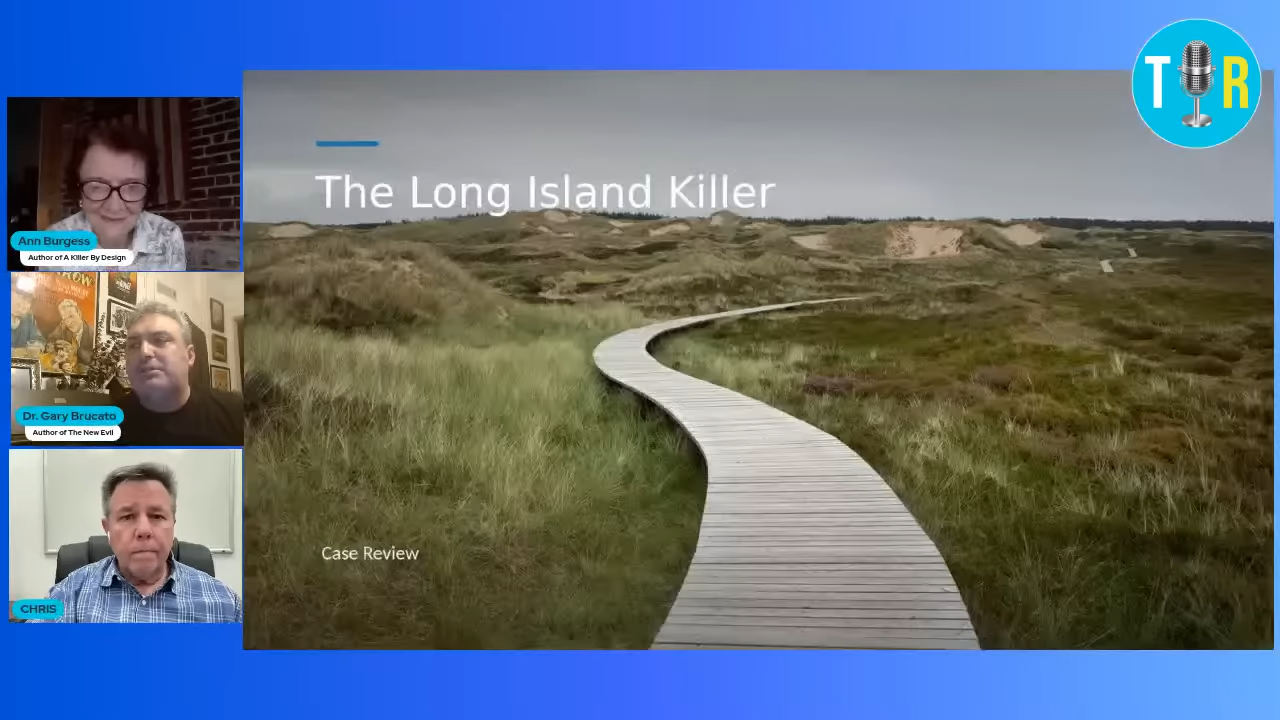 T R
The Long Island Killer
Ann Burgess
Author of A Killer By Design
Dr. Gary Brucato
Author of The New Evil
Case Review
CHRIS